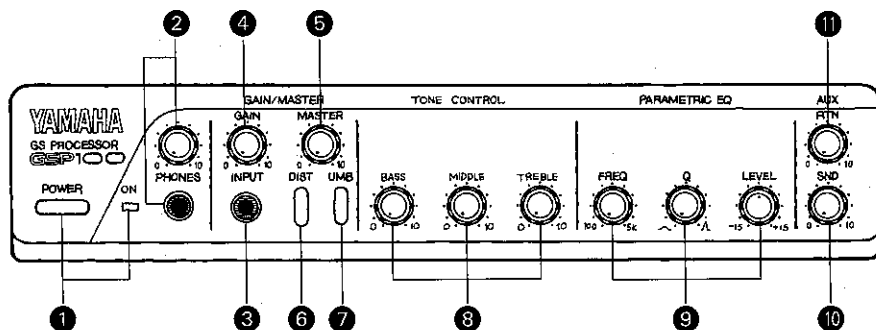 2 4 5 11
GAIN/MASTER TONE CONTROL PARAMETRIC EQ AUX
YAMAHA GAIN MASTER RTN
GS PROCESSOR
GSP100
0 10 0 10 0 10 0 10
POWER ON PHONES INPUT DIST UMB BASS MIDDLE TREBLE FREQ Q LEVEL SND
0 10 0 10 0 10 100 5K -15 +15 0 10
1 3 6 7 8 9 10